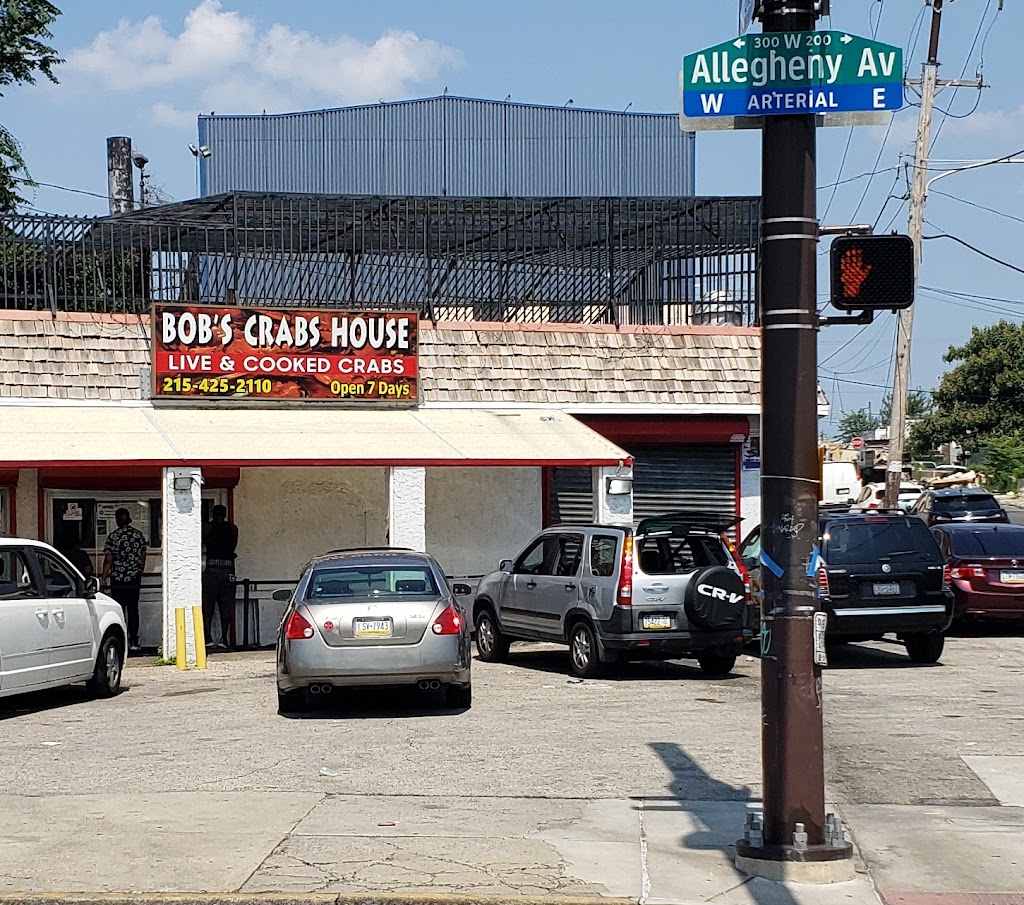 ← 300 W 200 →
Allegheny Av
W ARTERIAL E
BOB'S CRABS HOUSE
LIVE & COOKED CRABS
215-425-2110 Open 7 Days
CR-V